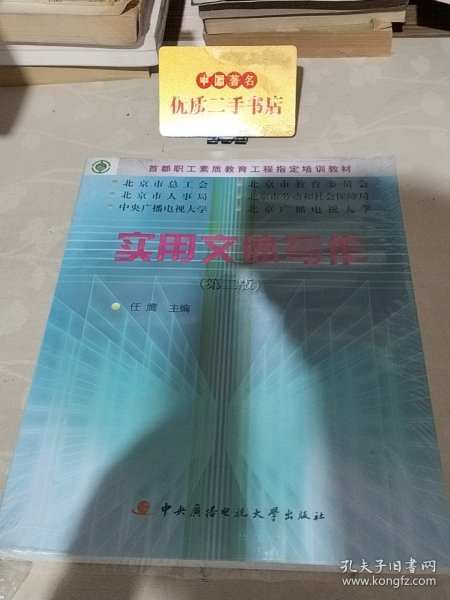 中国著名
优质二手书店
首都职工素质教育工程指定培训教材
北京市总工会 北京市教育委员会
北京市人事局 北京市劳动和社会保障局
中央广播电视大学 北京广播电视大学
实用文体写作
(第二版)
任鹰 主编
中央广播电视大学出版社
孔夫子旧书网
www.kongfz.com